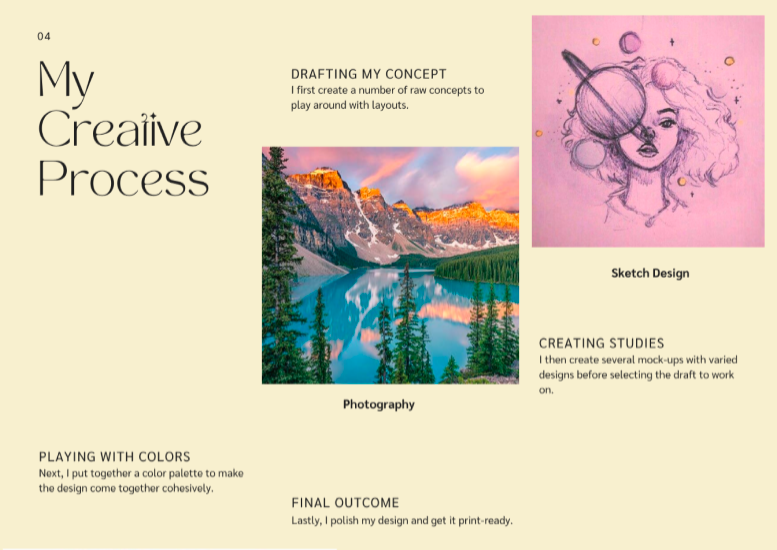 04
My
Creative
Process
DRAFTING MY CONCEPT
I first create a number of raw concepts to
play around with layouts.
Photography
Sketch Design
CREATING STUDIES
I then create several mock-ups with varied
designs before selecting the draft to work
on.
PLAYING WITH COLORS
Next, I put together a color palette to make
the design come together cohesively.
FINAL OUTCOME
Lastly, I polish my design and get it print-ready.